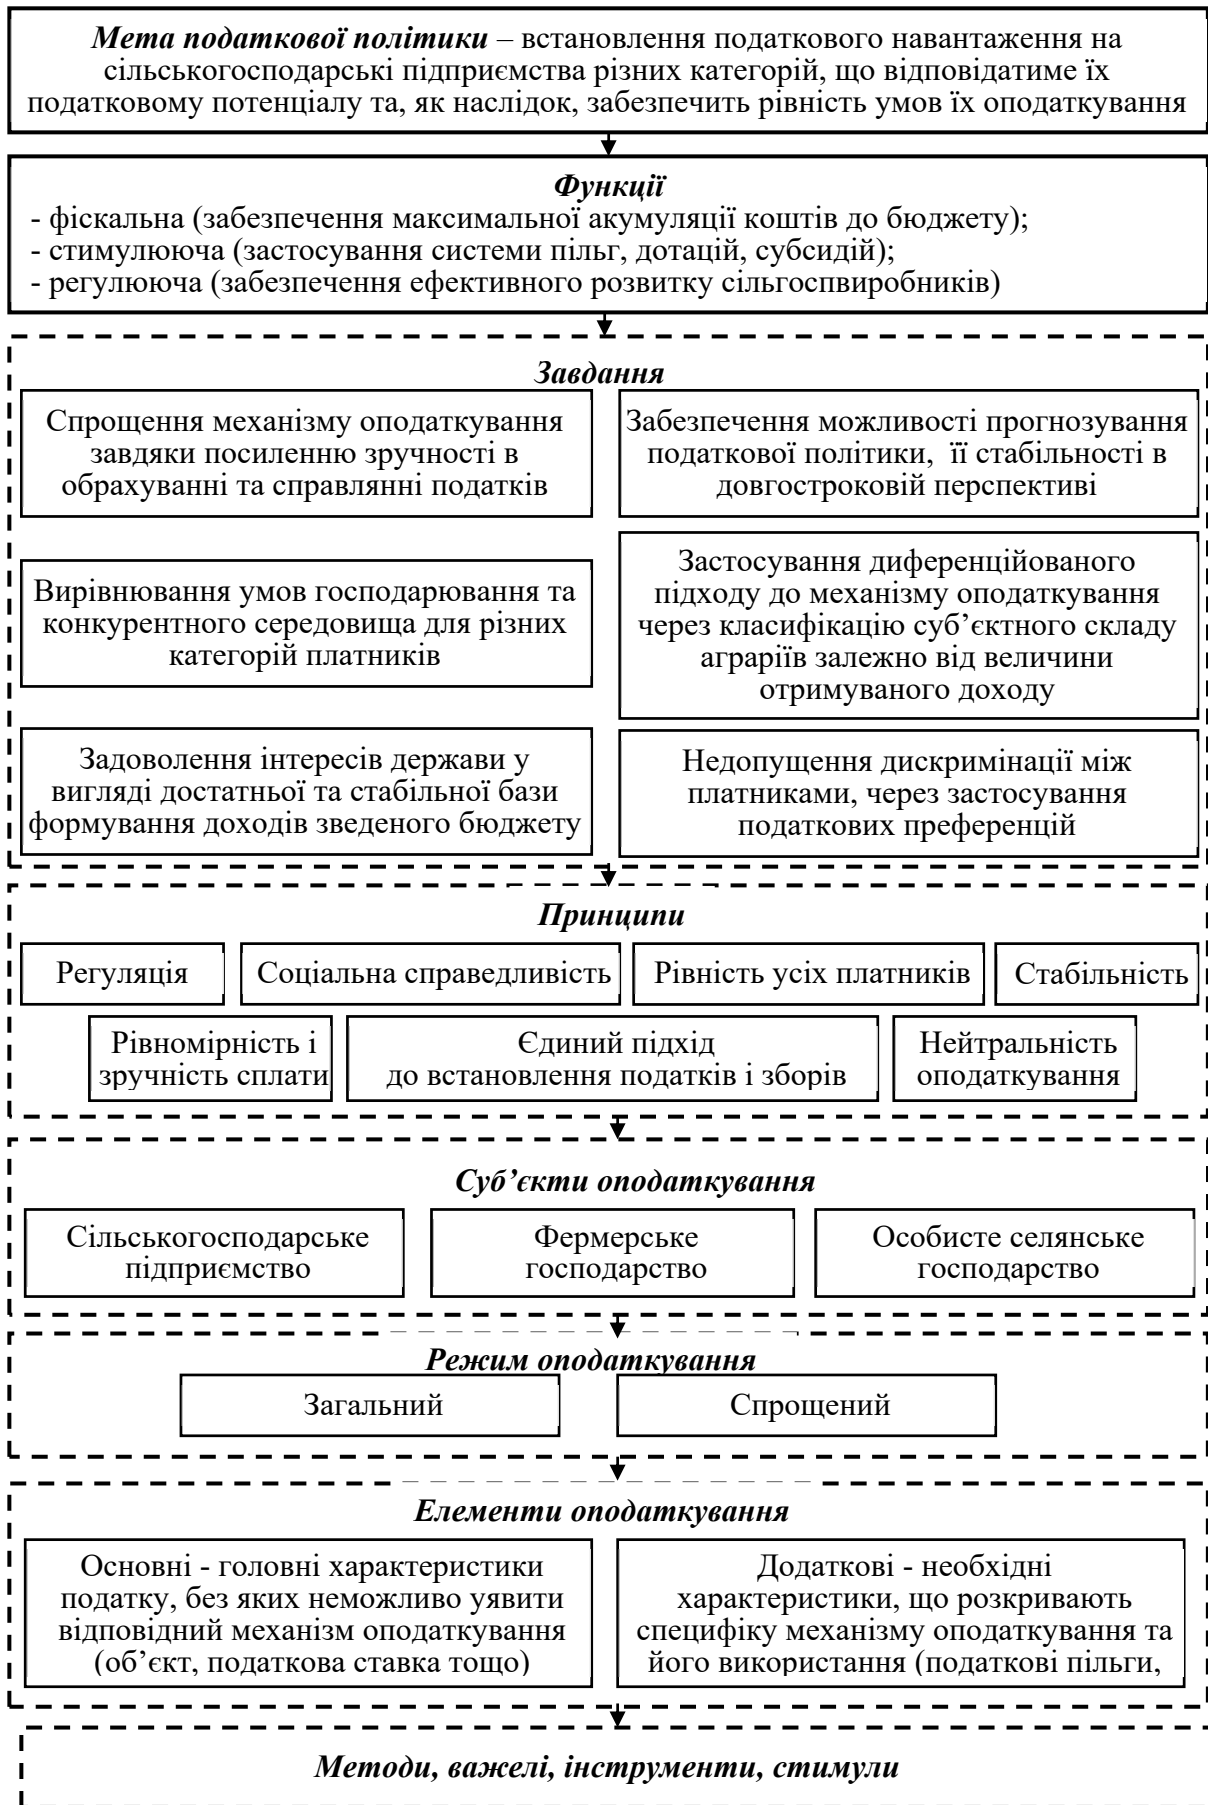 Мета податкової політики – встановлення податкового навантаження на
сільськогосподарські підприємства різних категорій, що відповідатиме їх
податковому потенціалу та, як наслідок, забезпечить рівність умов їх оподаткування
Функції
- фіскальна (забезпечення максимальної акумуляції коштів до бюджету);
- стимулююча (застосування системи пільг, дотацій, субсидій);
- регулююча (забезпечення ефективного розвитку сільгоспвиробників)
Завдання
Спрощення механізму оподаткування
завдяки посиленню зручності в
обрахуванні та справлянні податків
Забезпечення можливості прогнозування
податкової політики, її стабільності в
довгостроковій перспективі
Вирівнювання умов господарювання та
конкурентного середовища для різних
категорій платників
Застосування диференційованого
підходу до механізму оподаткування
через класифікацію суб’єктного складу
аграріїв залежно від величини
отримуваного доходу
Задоволення інтересів держави у
вигляді достатньої та стабільної бази
формування доходів зведеного бюджету
Недопущення дискримінації між
платниками, через застосування
податкових преференцій
Принципи
Регуляція
Соціальна справедливість
Рівність усіх платників
Стабільність
Рівномірність і
зручність сплати
Єдиний підхід
до встановлення податків і зборів
Нейтральність
оподаткування
Суб’єкти оподаткування
Сільськогосподарське
підприємство
Фермерське
господарство
Особисте селянське
господарство
Режим оподаткування
Загальний
Спрощений
Елементи оподаткування
Основні - головні характеристики
податку, без яких неможливо уявити
відповідний механізм оподаткування
(об’єкт, податкова ставка тощо)
Додаткові - необхідні
характеристики, що розкривають
специфіку механізму оподаткування та
його використання (податкові пільги,
Методи, важелі, інструменти, стимули